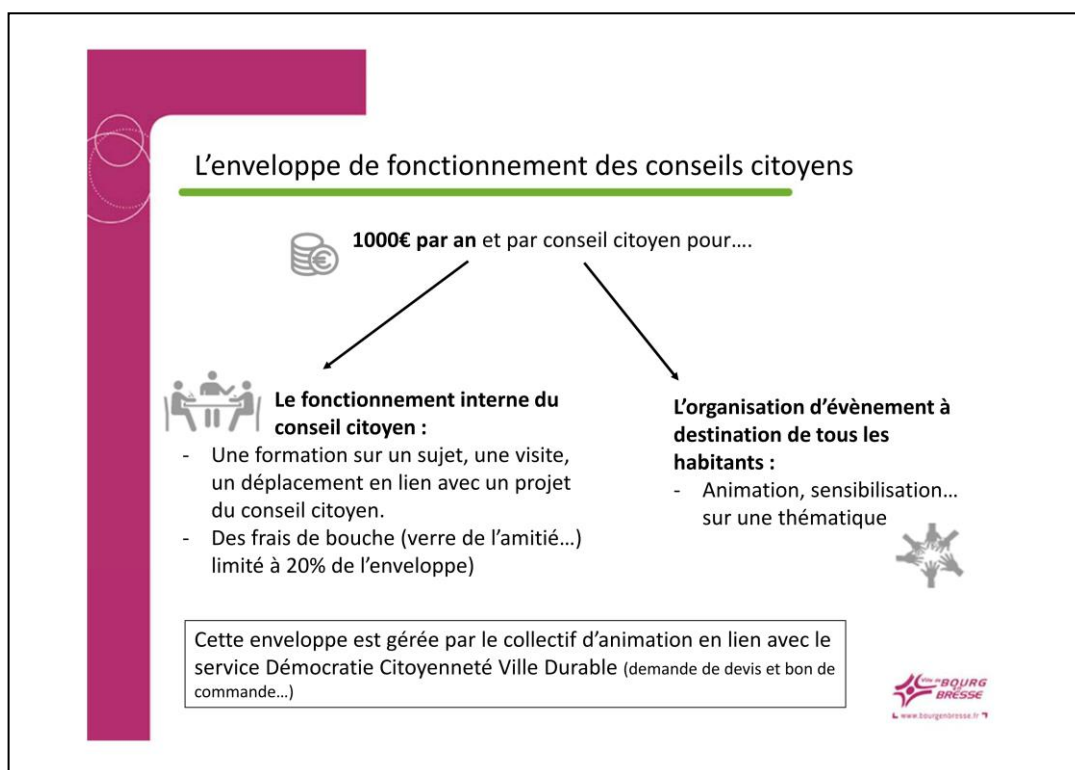 L'enveloppe de fonctionnement des conseils citoyens
1000€ par an et par conseil citoyen pour....
Le fonctionnement interne du
conseil citoyen :
- Une formation sur un sujet, une visite,
un déplacement en lien avec un projet
du conseil citoyen.
- Des frais de bouche (verre de l'amitié…)
limité à 20% de l'enveloppe)
L'organisation d'évènement à
destination de tous les
habitants :
- Animation, sensibilisation…
sur une thématique
Cette enveloppe est gérée par le collectif d'animation en lien avec le
service Démocratie Citoyenneté Ville Durable (demande de devis et bon de
commande…)
Ville de BOURG
en BRESSE
www.bourgenbresse.fr